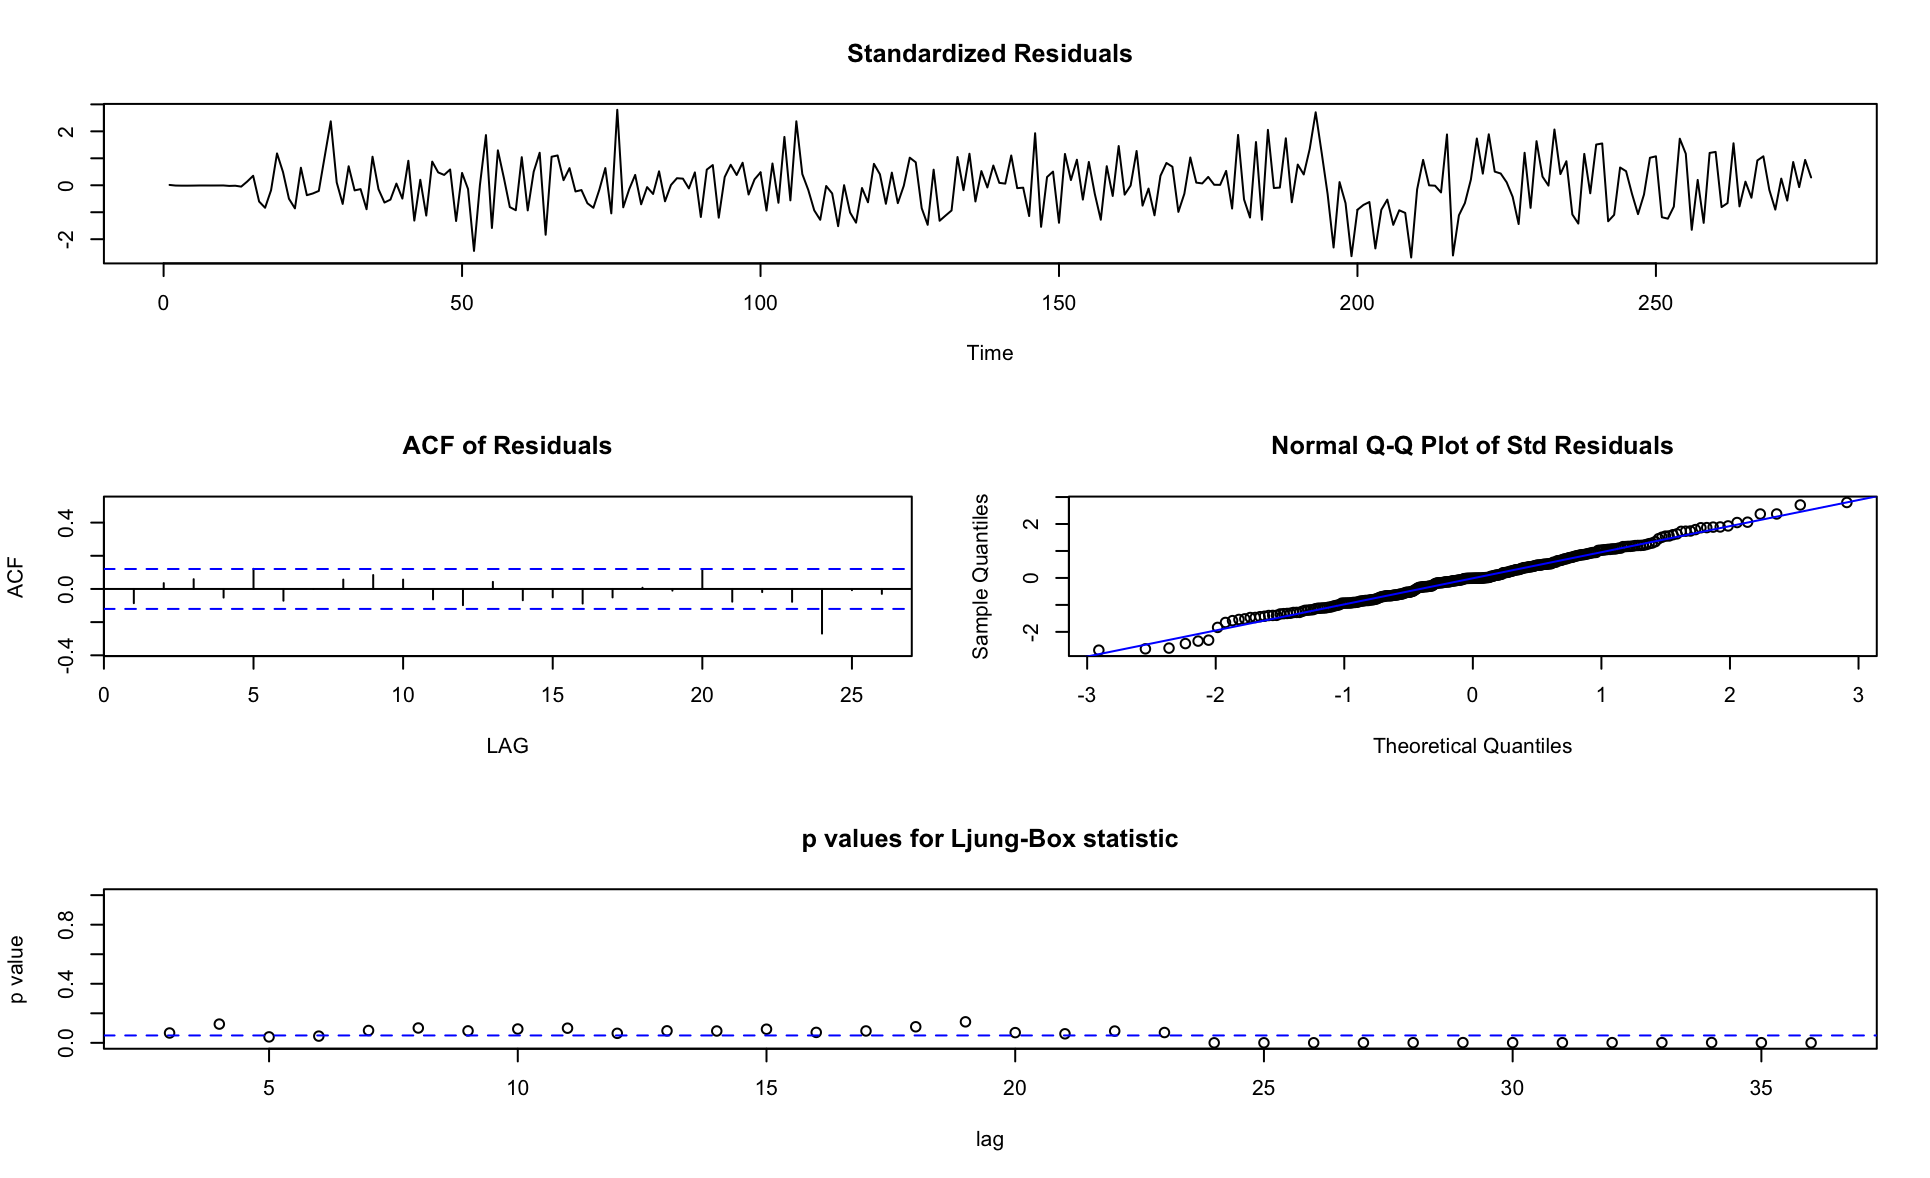 Standardized Residuals
2
0
-2
0 50 100 150 200 250
Time
ACF of Residuals
ACF
0.4
0.0
-0.4
0 5 10 15 20 25
LAG
Normal Q-Q Plot of Std Residuals
Sample Quantiles
2
0
-2
-3 -2 -1 0 1 2 3
Theoretical Quantiles
p values for Ljung-Box statistic
p value
0.8
0.4
0.0
5 10 15 20 25 30 35
lag